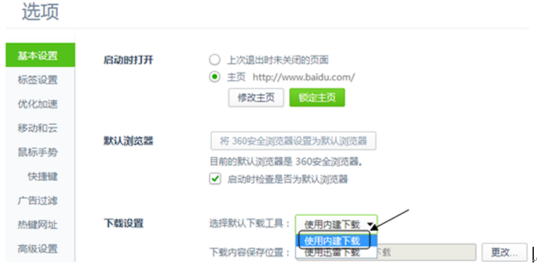 选项
基本设置
标签设置
优化加速
移动和云
鼠标手势
快捷键
广告过滤
热键网址
高级设置
启动时打开
上次退出时未关闭的页面
主页 http://www.baidu.com/
修改主页 锁定主页
默认浏览器
将 360安全浏览器设置为默认浏览器
目前的默认浏览器是 360安全浏览器。
启动时检查是否为默认浏览器
下载设置
选择默认下载工具： 使用内建下载
使用内建下载
使用迅雷下载
下载内容保存位置： 下载 更改...